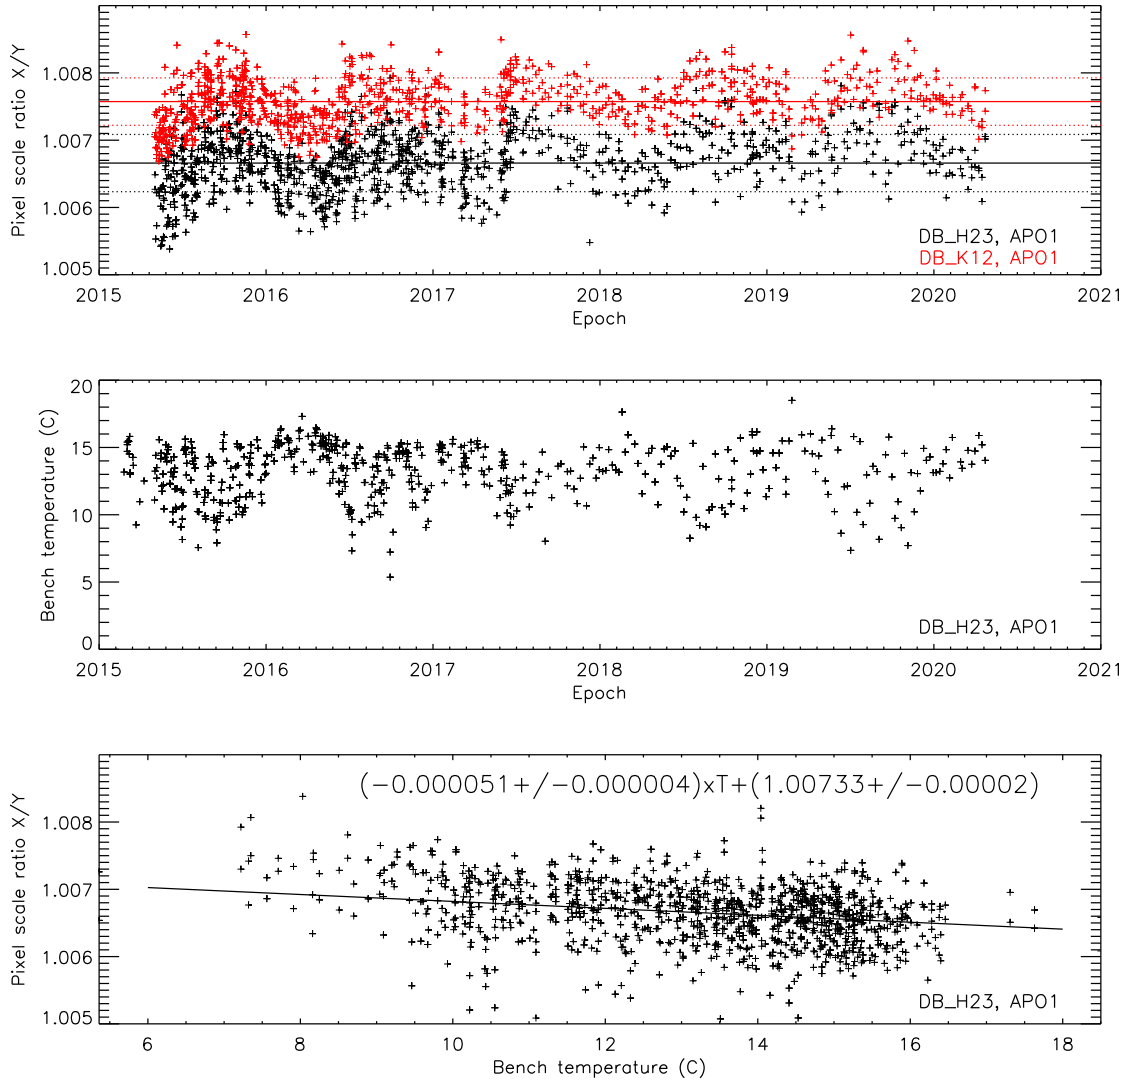 Pixel scale ratio X/Y
1.008
1.007
1.006
1.005
DB_H23, APO1
DB_K12, APO1
2015 2016 2017 2018 2019 2020 2021
Epoch
Bench temperature (C)
20
15
10
5
0
DB_H23, APO1
2015 2016 2017 2018 2019 2020 2021
Epoch
Pixel scale ratio X/Y
(-0.000051+/-0.000004)xT+(1.00733+/-0.00002)
1.008
1.007
1.006
1.005
DB_H23, APO1
6 8 10 12 14 16 18
Bench temperature (C)